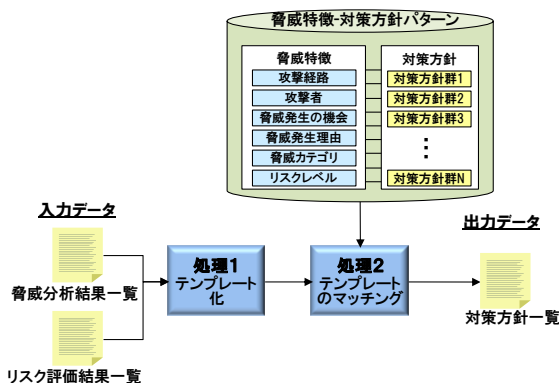 脅威特徴-対策方針パターン
脅威特徴
攻撃経路
攻撃者
脅威発生の機会
脅威発生理由
脅威カテゴリ
リスクレベル
対策方針
対策方針群1
対策方針群2
対策方針群3
⋮
対策方針群N
入力データ
脅威分析結果一覧
リスク評価結果一覧
処理1
テンプレート
化
処理2
テンプレート
のマッチング
出力データ
対策方針一覧